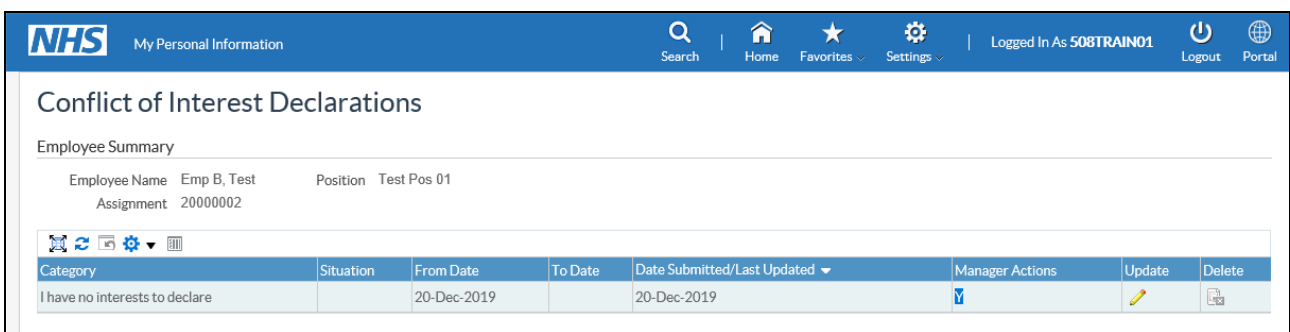 NHS My Personal Information Search Home Favorites Settings Logged In As 508TRAIN01 Logout Portal
Conflict of Interest Declarations
Employee Summary
Employee Name Emp B, Test Position Test Pos 01
Assignment 20000002
Category Situation From Date To Date Date Submitted/Last Updated Manager Actions Update Delete
I have no interests to declare 20-Dec-2019 20-Dec-2019 Y